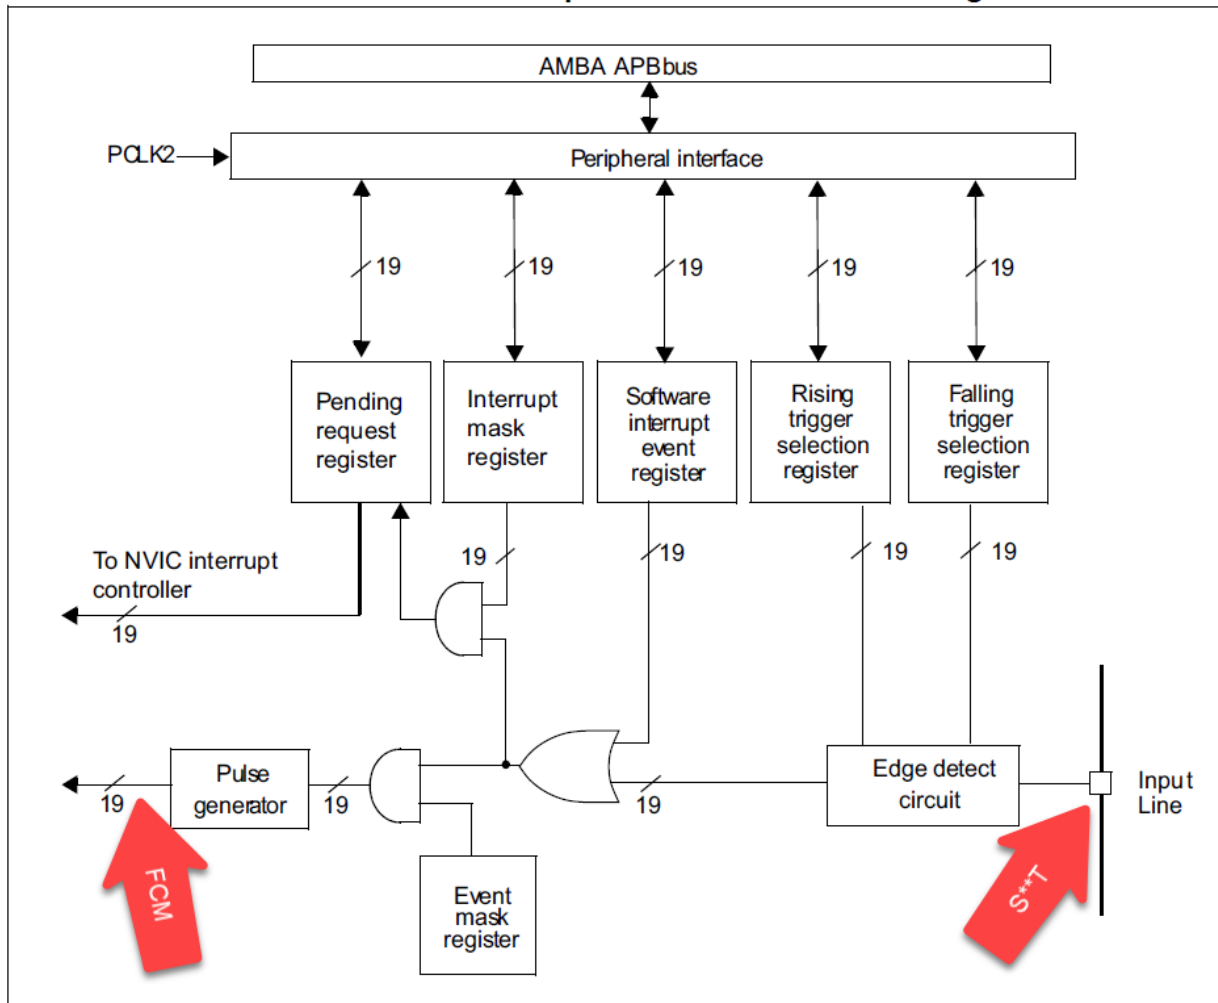 AMBA APB bus
PCLK2
Peripheral interface
19
19
19
19
19
Pending
request
register
Interrupt
mask
register
Software
interrupt
event
register
Rising
trigger
selection
register
Falling
trigger
selection
register
To NVIC interrupt
controller
19
19
19
19
19
Pulse
generator
19
19
19
Edge detect
circuit
Input
Line
FCM
S**T
Event
mask
register